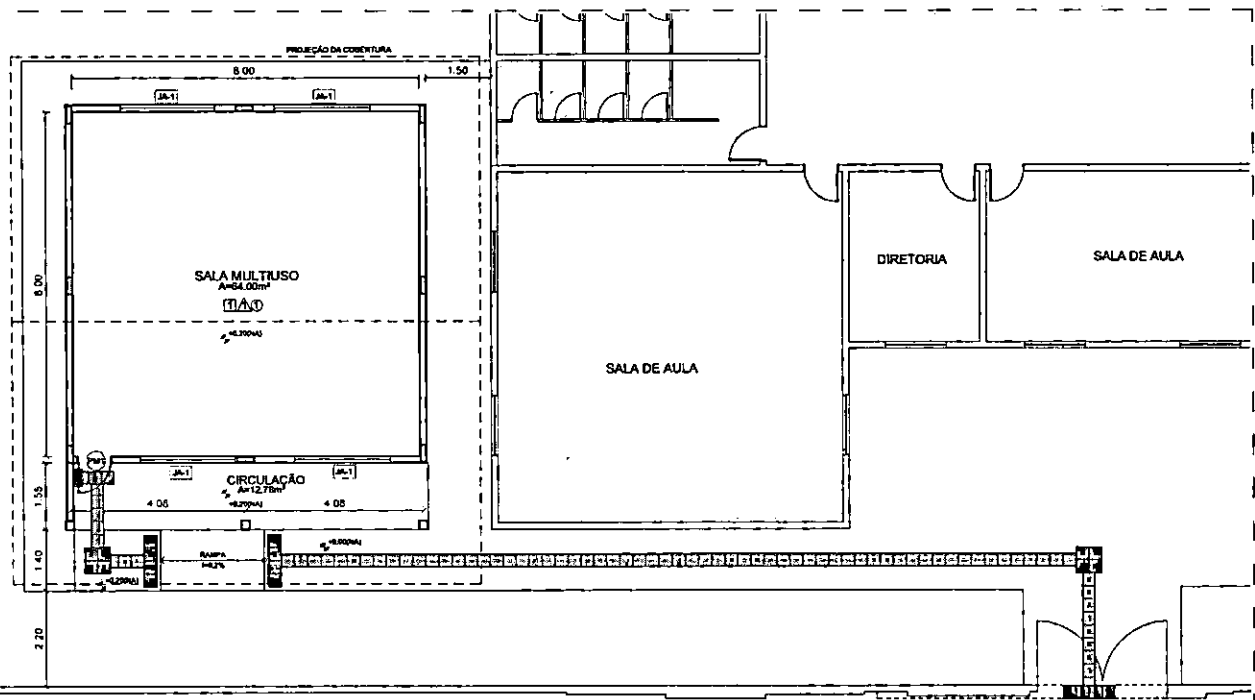 PROJEÇÃO DA COBERTURA
8.00
1.50
JA-1
JA-1
8.00
SALA MULTIUSO
A=64.00m²
DIRETORIA
SALA DE AULA
SALA DE AULA
JA-1
JA-1
CIRCULAÇÃO
A=12.78m²
1.55
4.08
4.08
RAMPA
1.40
2.20